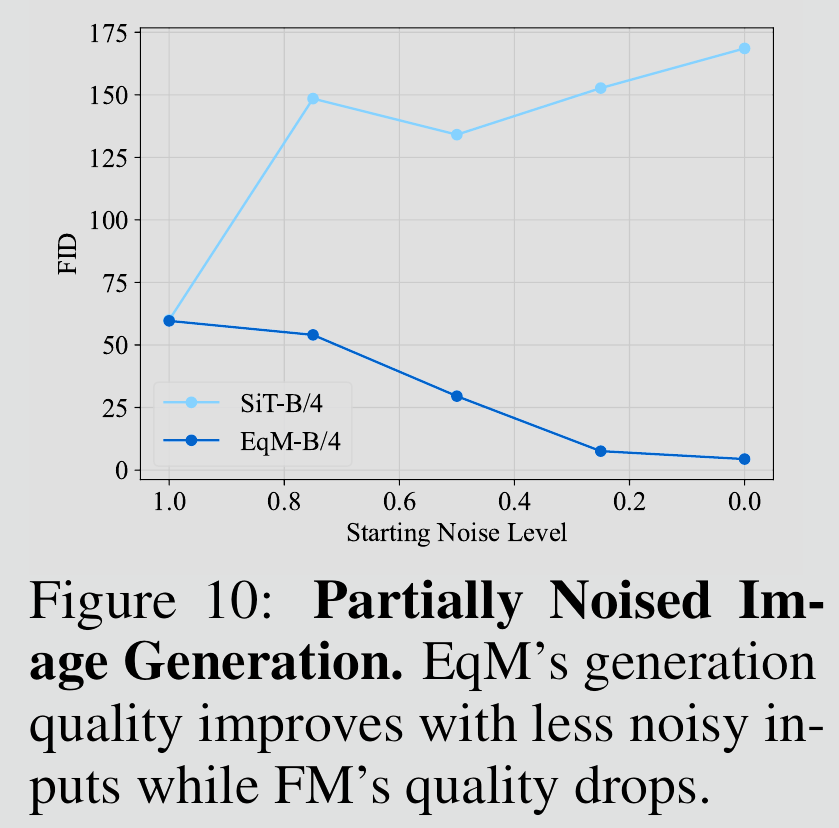 175
150
125
100
75
50
25
0
FID
SiT-B/4
EqM-B/4
1.0 0.8 0.6 0.4 0.2 0.0
Starting Noise Level
Figure 10: Partially Noised Im-
age Generation. EqM's generation
quality improves with less noisy in-
puts while FM's quality drops.